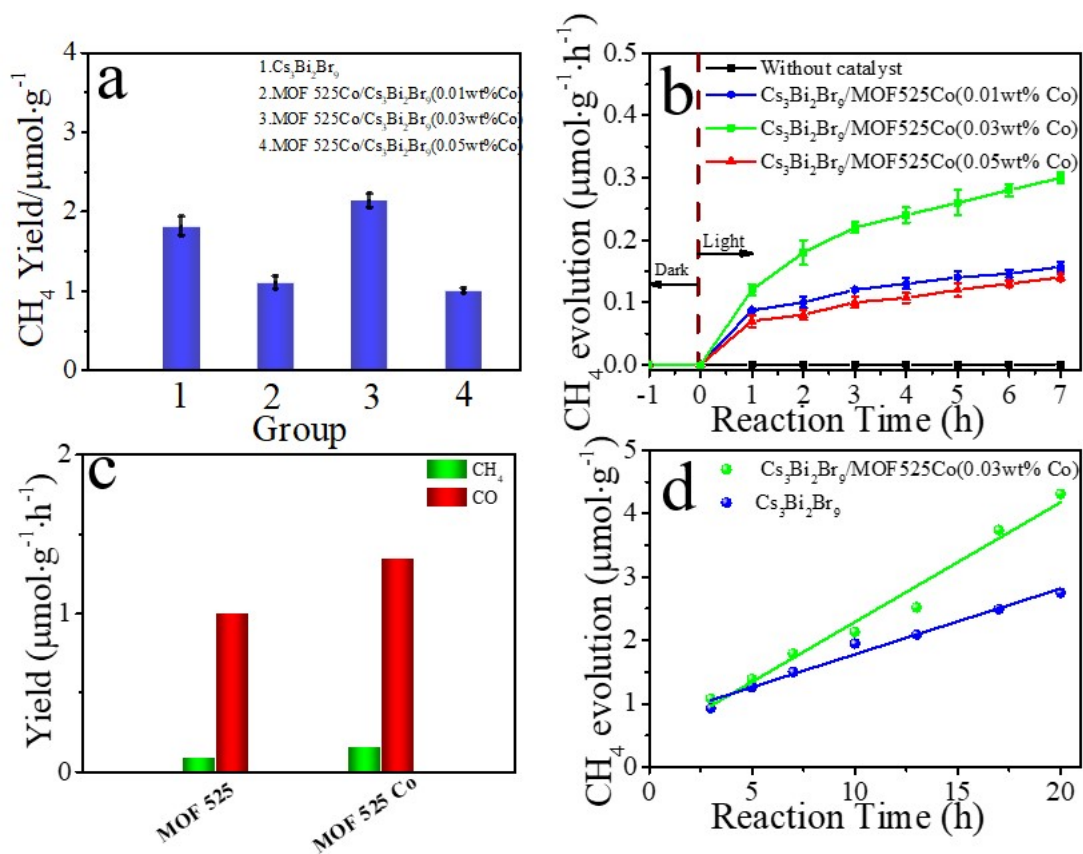 a
CH₄ Yield/μmol·g⁻¹
4
3
2
1
0
1.Cs₃Bi₂Br₉
2.MOF 525Co/Cs₃Bi₂Br₉(0.01wt%Co)
3.MOF 525Co/Cs₃Bi₂Br₉(0.03wt%Co)
4.MOF 525Co/Cs₃Bi₂Br₉(0.05wt%Co)
1 2 3 4
Group
b
CH₄ evolution (μmol·g⁻¹·h⁻¹)
0.5
0.4
0.3
0.2
0.1
0.0
Without catalyst
Cs₃Bi₂Br₉/MOF525Co(0.01wt% Co)
Cs₃Bi₂Br₉/MOF525Co(0.03wt% Co)
Cs₃Bi₂Br₉/MOF525Co(0.05wt% Co)
Light
Dark
-1 0 1 2 3 4 5 6 7
Reaction Time (h)
c
Yield (μmol·g⁻¹·h⁻¹)
2
1
0
CH₄
CO
MOF 525
MOF 525 Co
d
CH₄ evolution (μmol·g⁻¹)
5
4
3
2
1
0
Cs₃Bi₂Br₉/MOF525Co(0.03wt% Co)
Cs₃Bi₂Br₉
0 5 10 15 20
Reaction Time (h)